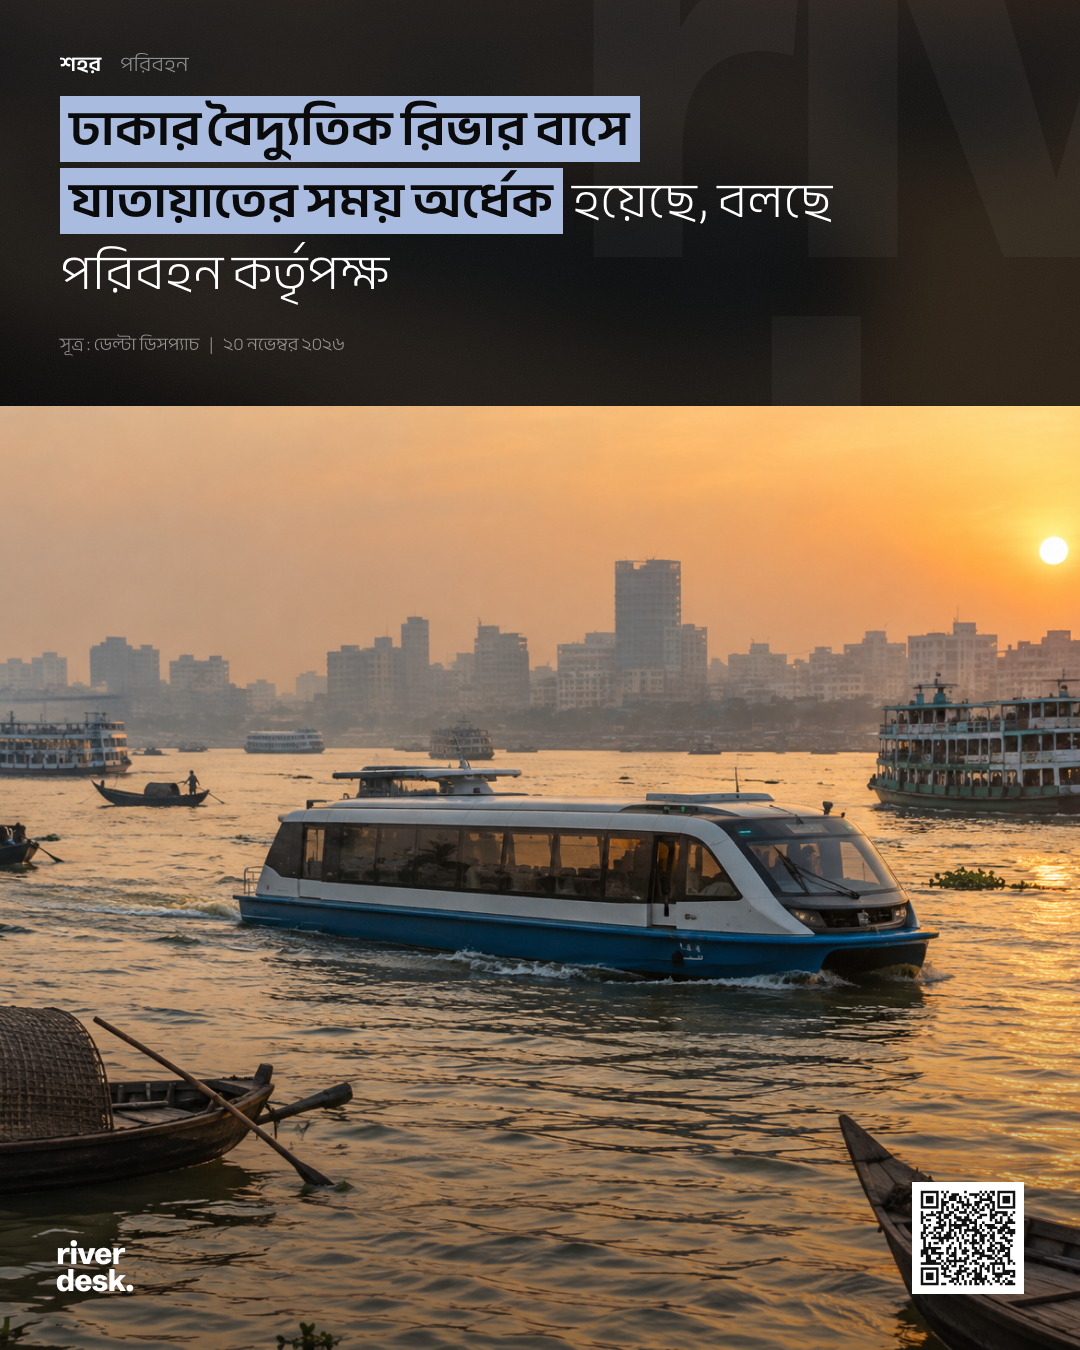 শহর পরিবহন
ঢাকার বৈদ্যুতিক রিভার বাসে
যাতায়াতের সময় অর্ধেক হয়েছে, বলছে
পরিবহন কর্তৃপক্ষ
সূত্র : ডেল্টা ডিসপ্যাচ | ২০ নভেম্বর ২০২৬
river
desk.